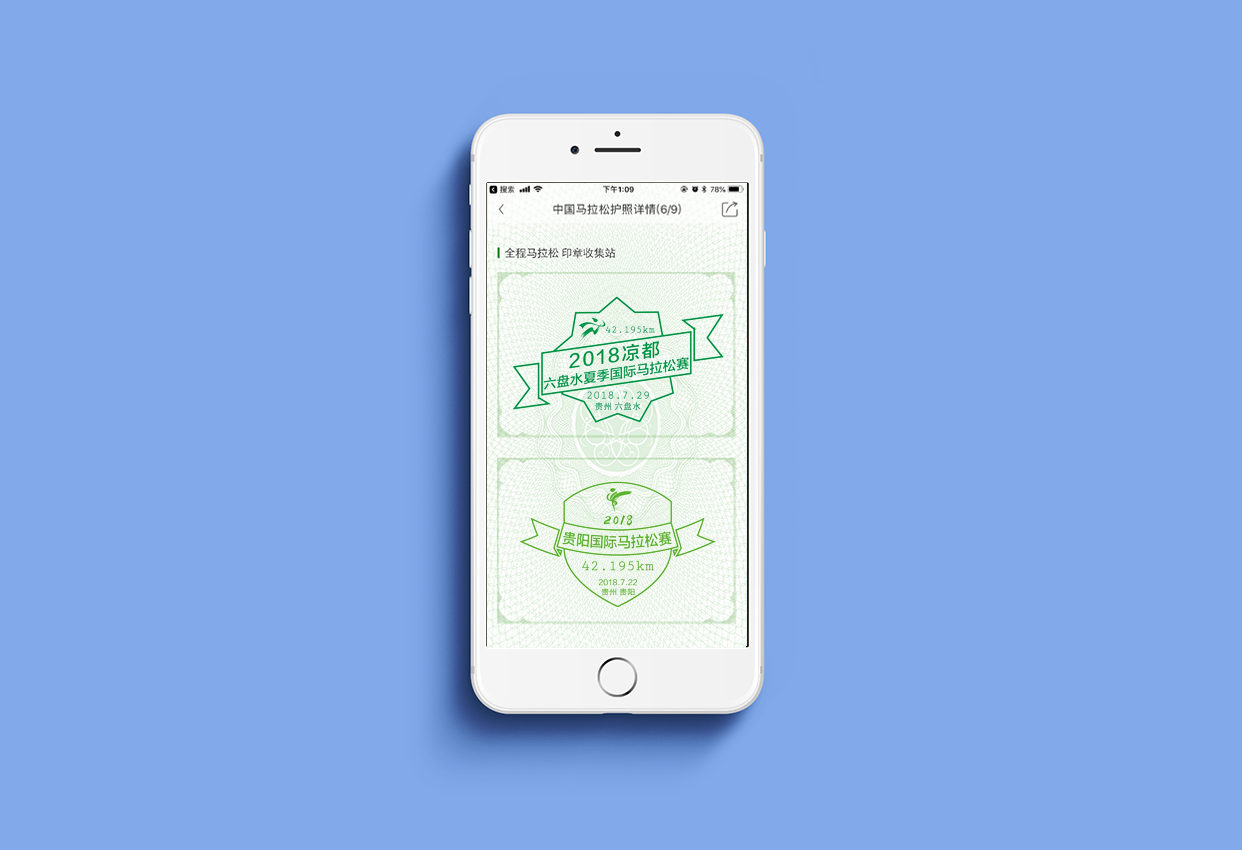 搜索
下午1:09
78%
中国马拉松护照详情(6/9)
全程马拉松 印章收集站
42.195km
2018凉都
六盘水夏季国际马拉松赛
2018.7.29
贵州 六盘水
2018
贵阳国际马拉松赛
42.195km
2018.7.22
贵州 贵阳